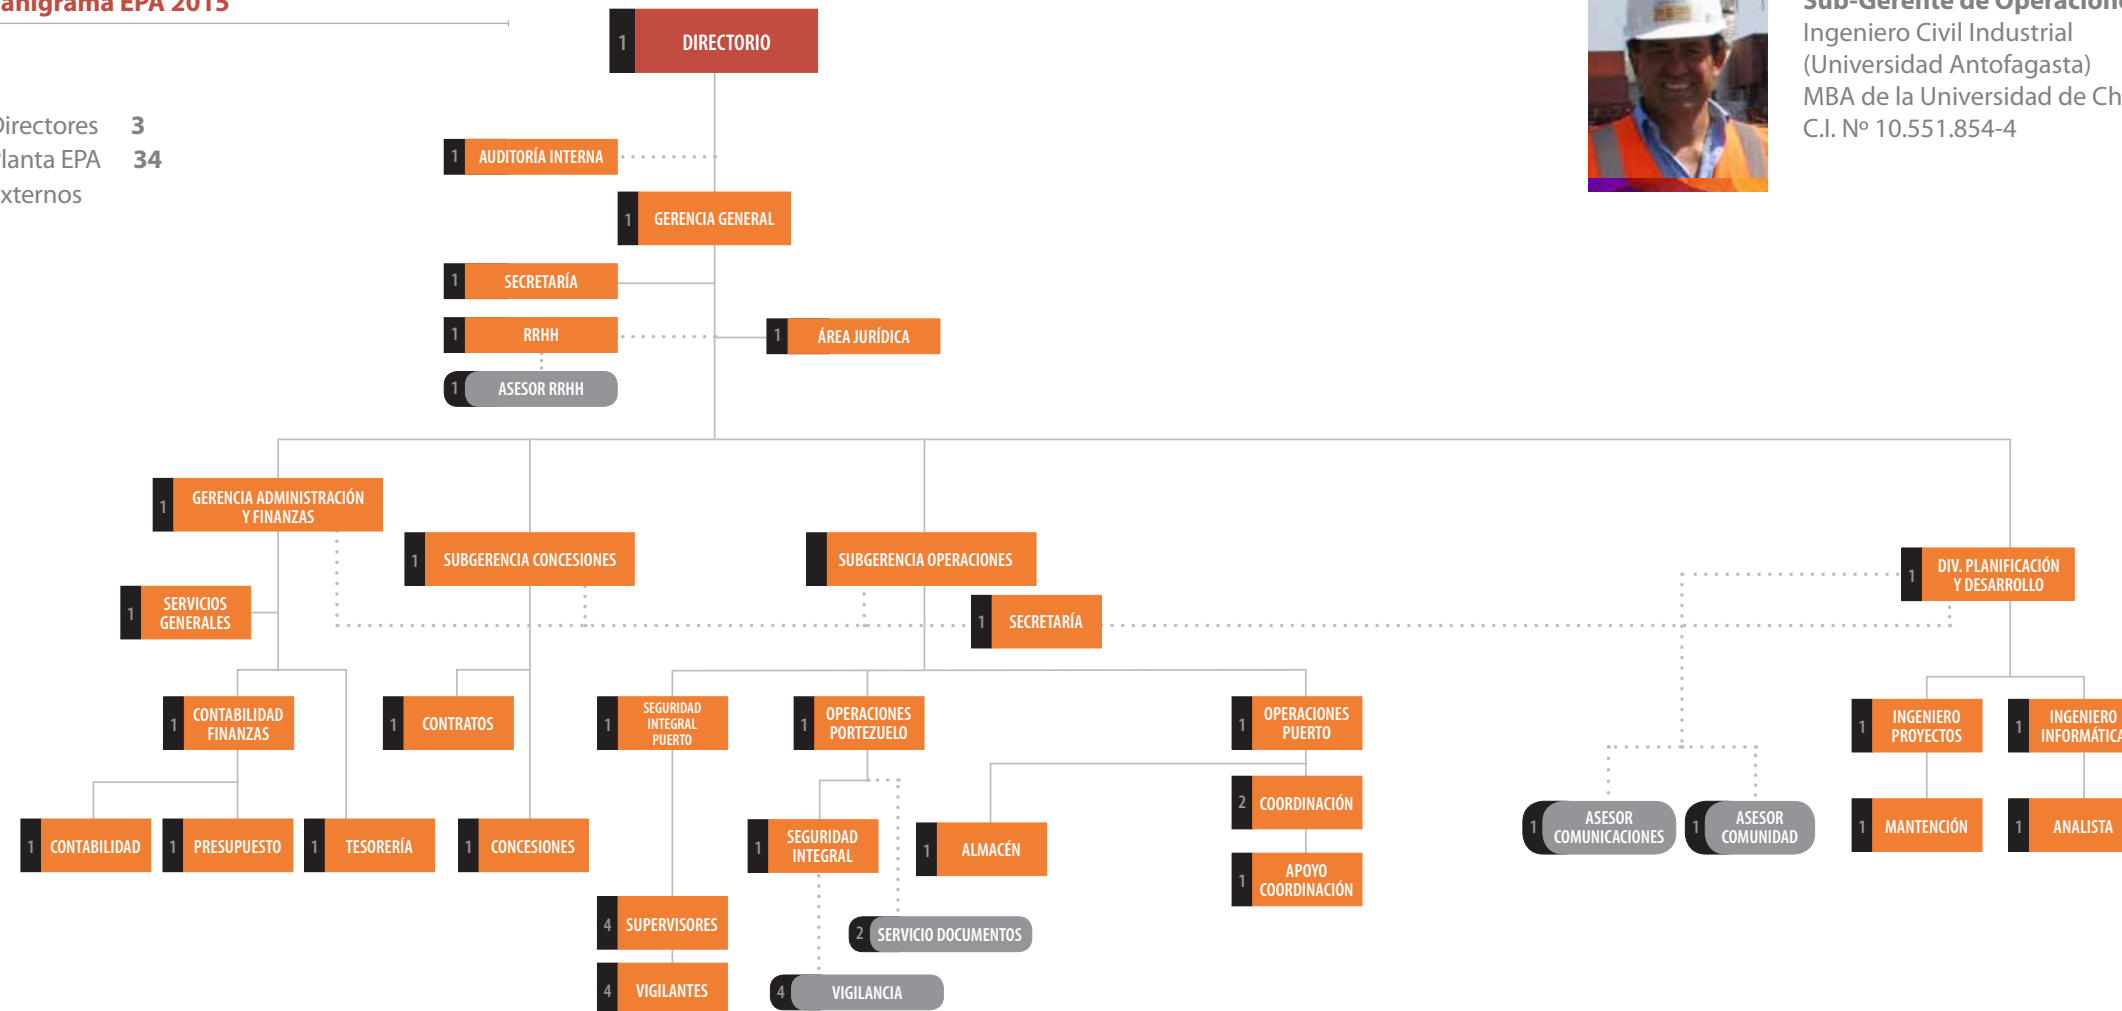 anigrama EPA 2015
Directores 3
Planta EPA 34
xternos
Sub-Gerente de Operacione
Ingeniero Civil Industrial
(Universidad Antofagasta)
MBA de la Universidad de Ch
C.I. Nº 10.551.854-4
1 DIRECTORIO
1 AUDITORÍA INTERNA
1 GERENCIA GENERAL
1 SECRETARÍA
1 RRHH
1 ÁREA JURÍDICA
1 ASESOR RRHH
1 GERENCIA ADMINISTRACIÓN
Y FINANZAS
1 SUBGERENCIA CONCESIONES
SUBGERENCIA OPERACIONES
1 DIV. PLANIFICACIÓN
Y DESARROLLO
1 SERVICIOS
GENERALES
1 SECRETARÍA
1 CONTABILIDAD
FINANZAS
1 CONTRATOS
1 SEGURIDAD
INTEGRAL
PUERTO
1 OPERACIONES
PORTEZUELO
1 OPERACIONES
PUERTO
1 INGENIERO
PROYECTOS
1 INGENIERO
INFORMÁTICA
2 COORDINACIÓN
1 CONTABILIDAD
1 PRESUPUESTO
1 TESORERÍA
1 CONCESIONES
1 SEGURIDAD
INTEGRAL
1 ALMACÉN
1 ASESOR
COMUNICACIONES
1 ASESOR
COMUNIDAD
1 MANTENCIÓN
1 ANALISTA
1 APOYO
COORDINACIÓN
4 SUPERVISORES
2 SERVICIO DOCUMENTOS
4 VIGILANTES
4 VIGILANCIA